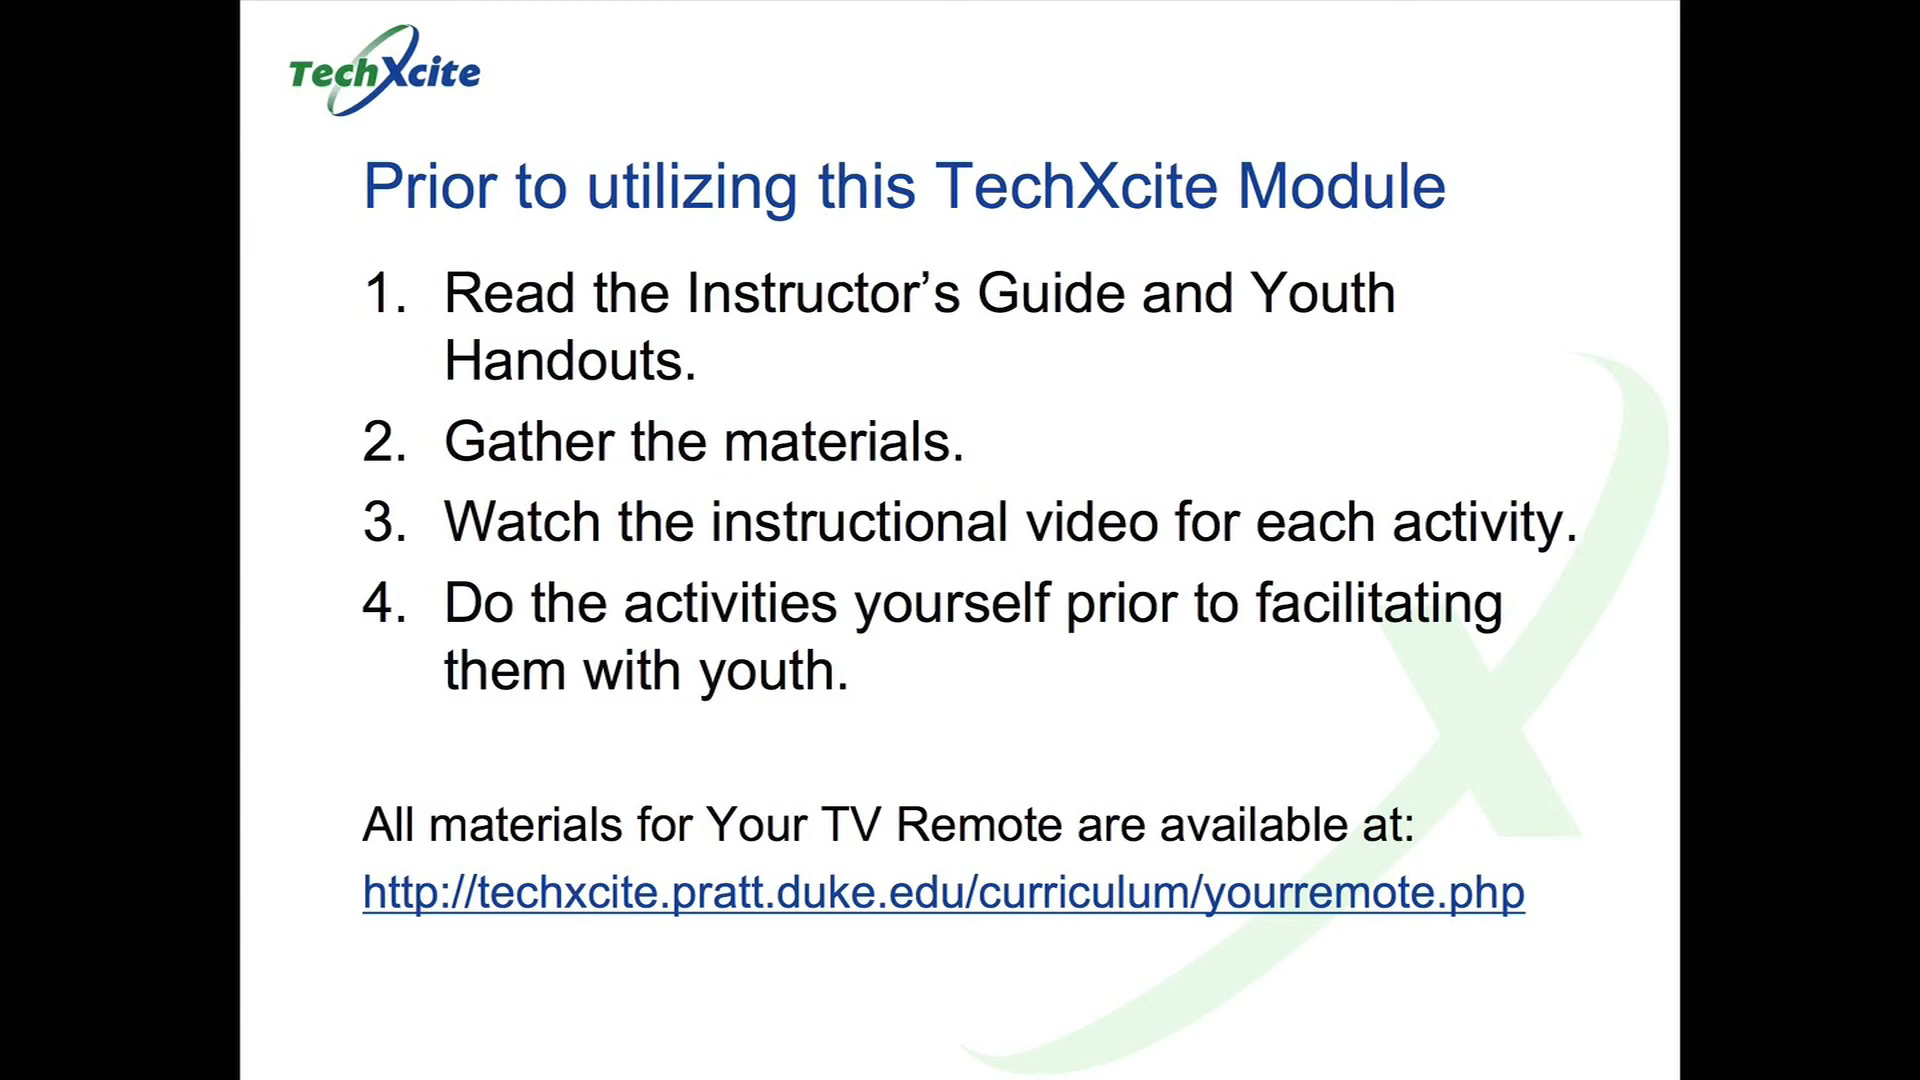 TechXcite
Prior to utilizing this TechXcite Module
1. Read the Instructor’s Guide and Youth
Handouts.
2. Gather the materials.
3. Watch the instructional video for each activity.
4. Do the activities yourself prior to facilitating
them with youth.
All materials for Your TV Remote are available at:
http://techxcite.pratt.duke.edu/curriculum/yourremote.php